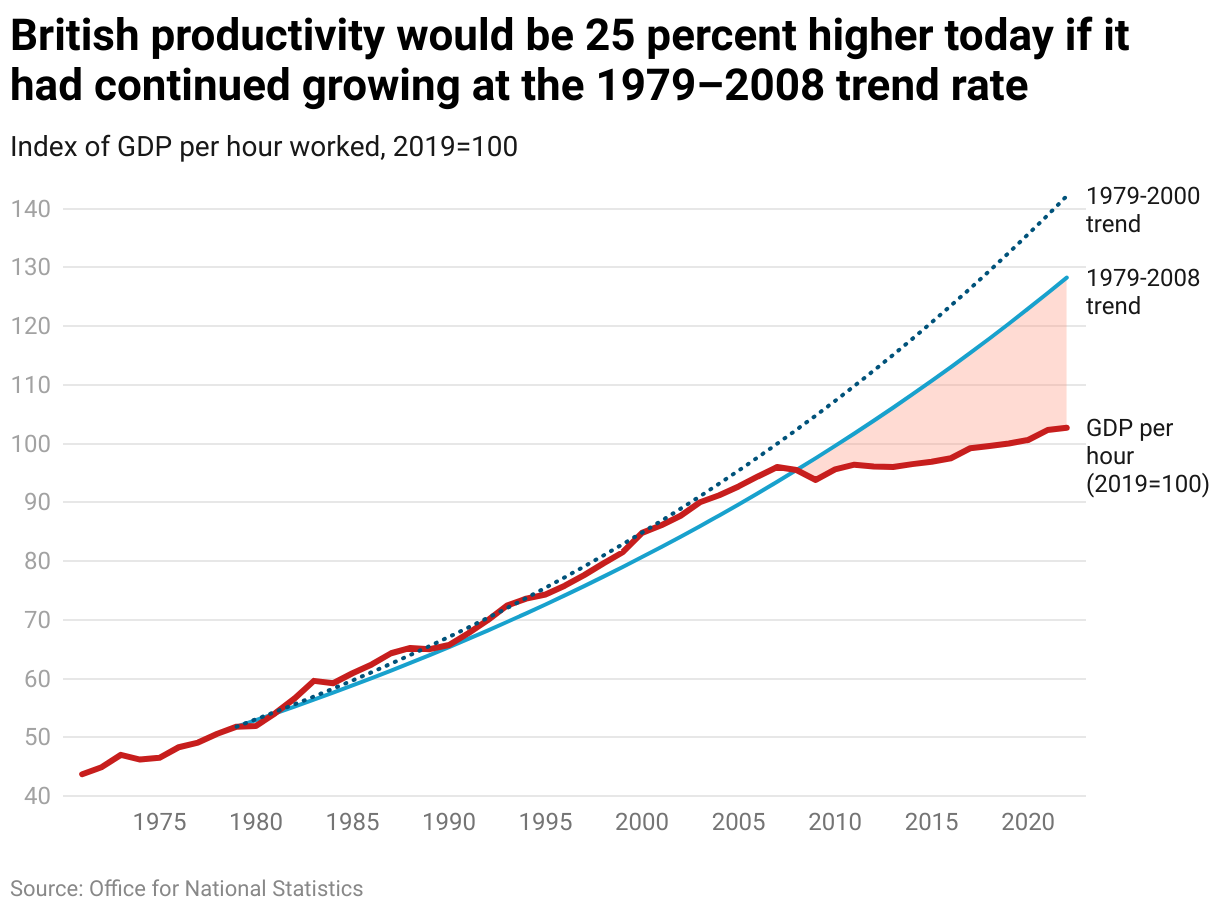 British productivity would be 25 percent higher today if it
had continued growing at the 1979–2008 trend rate
Index of GDP per hour worked, 2019=100
140
130
120
110
100
90
80
70
60
50
40
1979-2000
trend
1979-2008
trend
GDP per
hour
(2019=100)
1975 1980 1985 1990 1995 2000 2005 2010 2015 2020
Source: Office for National Statistics